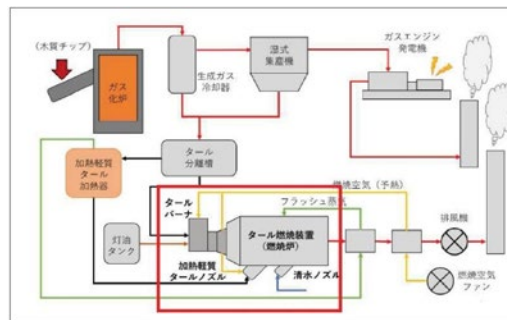 (木質チップ)
ガス
化炉
生成ガス
冷却器
湿式
集塵機
ガスエンジン
発電機
加熱軽質
タール
加熱器
タール
分離槽
タール
バーナ
燃焼空気(予熱)
フラッシュ蒸気
灯油
タンク
タール燃焼装置
(燃焼炉)
排風機
加熱軽質
タールノズル
清水ノズル
燃焼空気
ファン